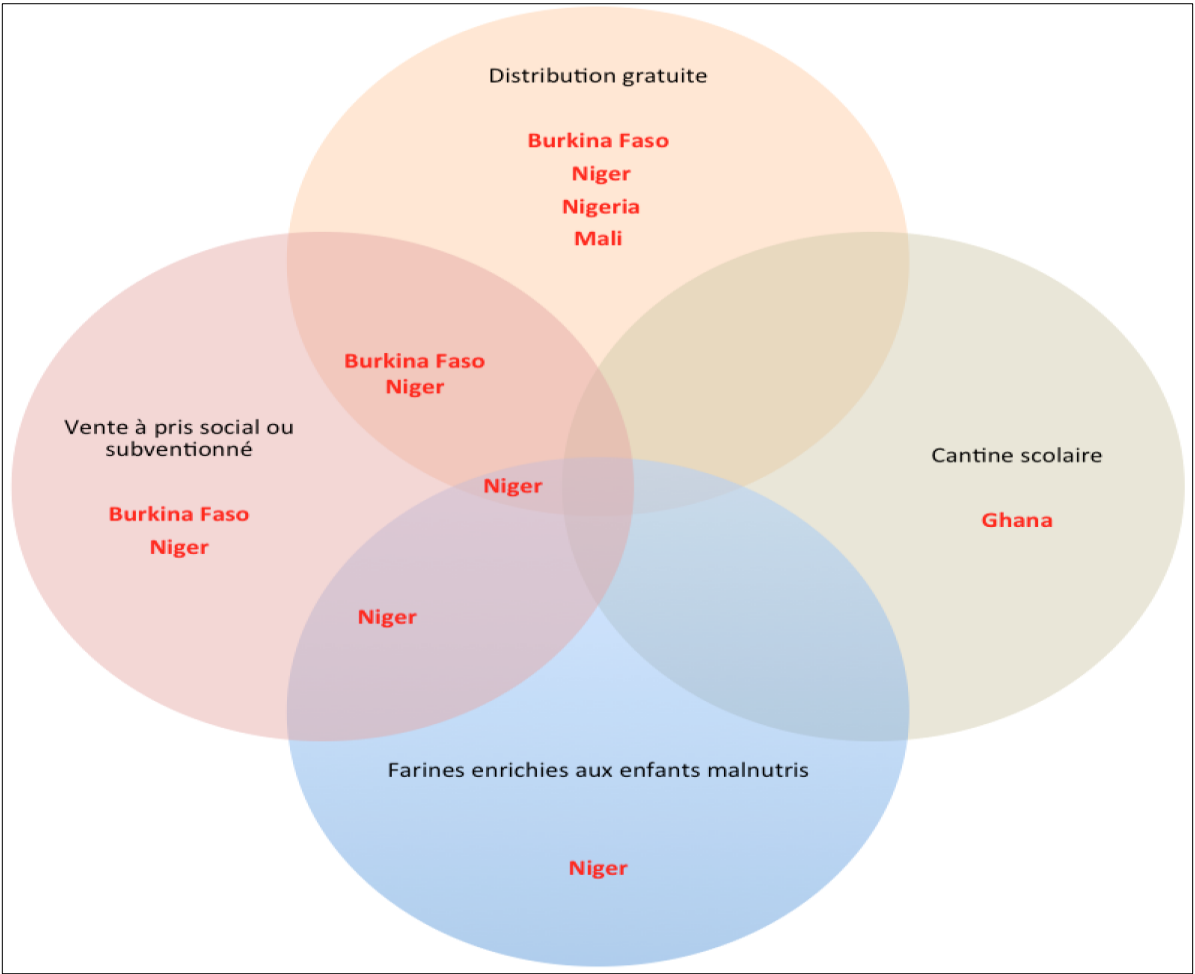 Distribution gratuite
Burkina Faso
Niger
Nigeria
Mali
Burkina Faso
Niger
Vente à pris social ou
subventionné
Burkina Faso
Niger
Niger
Niger
Cantine scolaire
Ghana
Farines enrichies aux enfants malnutris
Niger